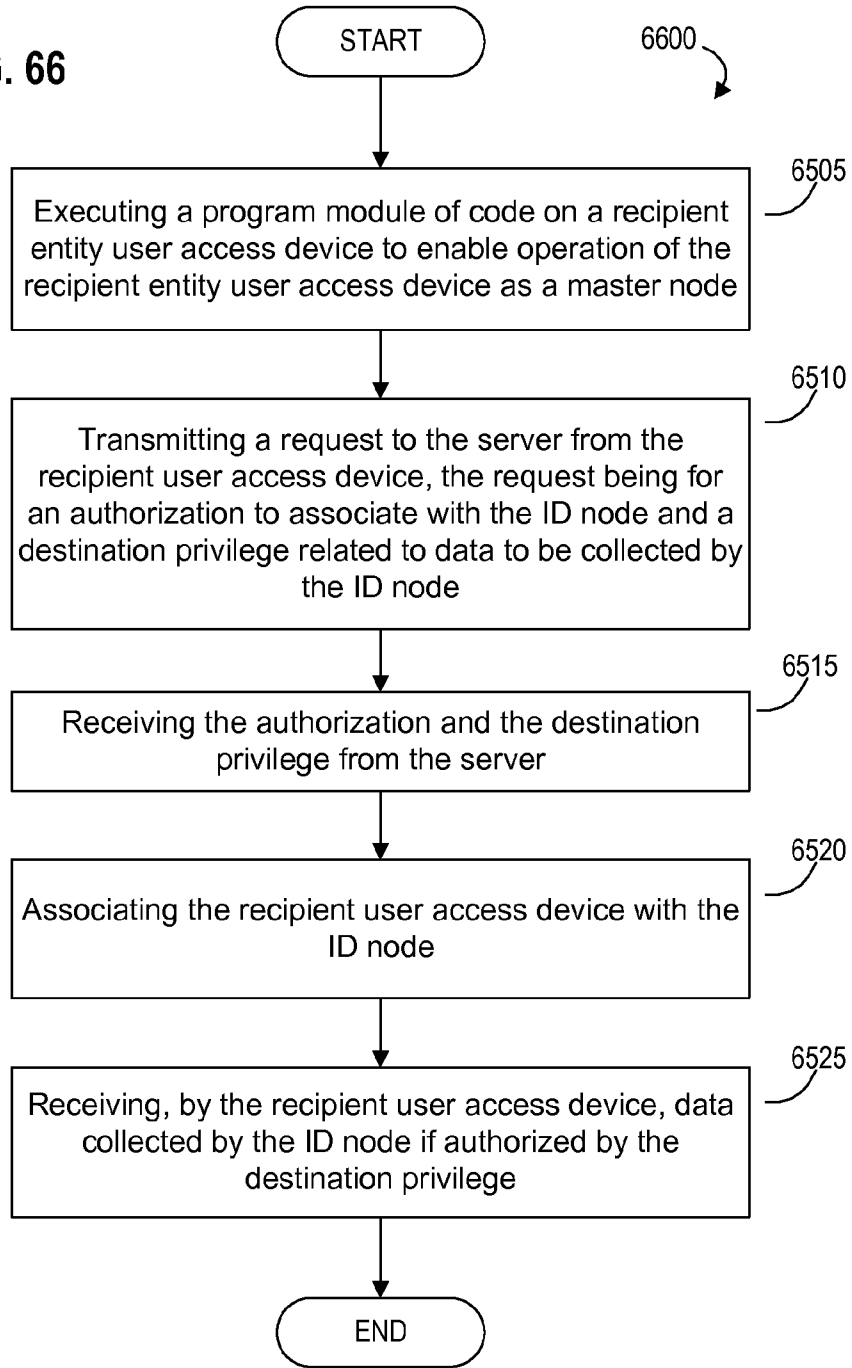 START
6600
. 66
6505
Executing a program module of code on a recipient
entity user access device to enable operation of the
recipient entity user access device as a master node
6510
Transmitting a request to the server from the
recipient user access device, the request being for
an authorization to associate with the ID node and a
destination privilege related to data to be collected by
the ID node
6515
Receiving the authorization and the destination
privilege from the server
6520
Associating the recipient user access device with the
ID node
6525
Receiving, by the recipient user access device, data
collected by the ID node if authorized by the
destination privilege
END